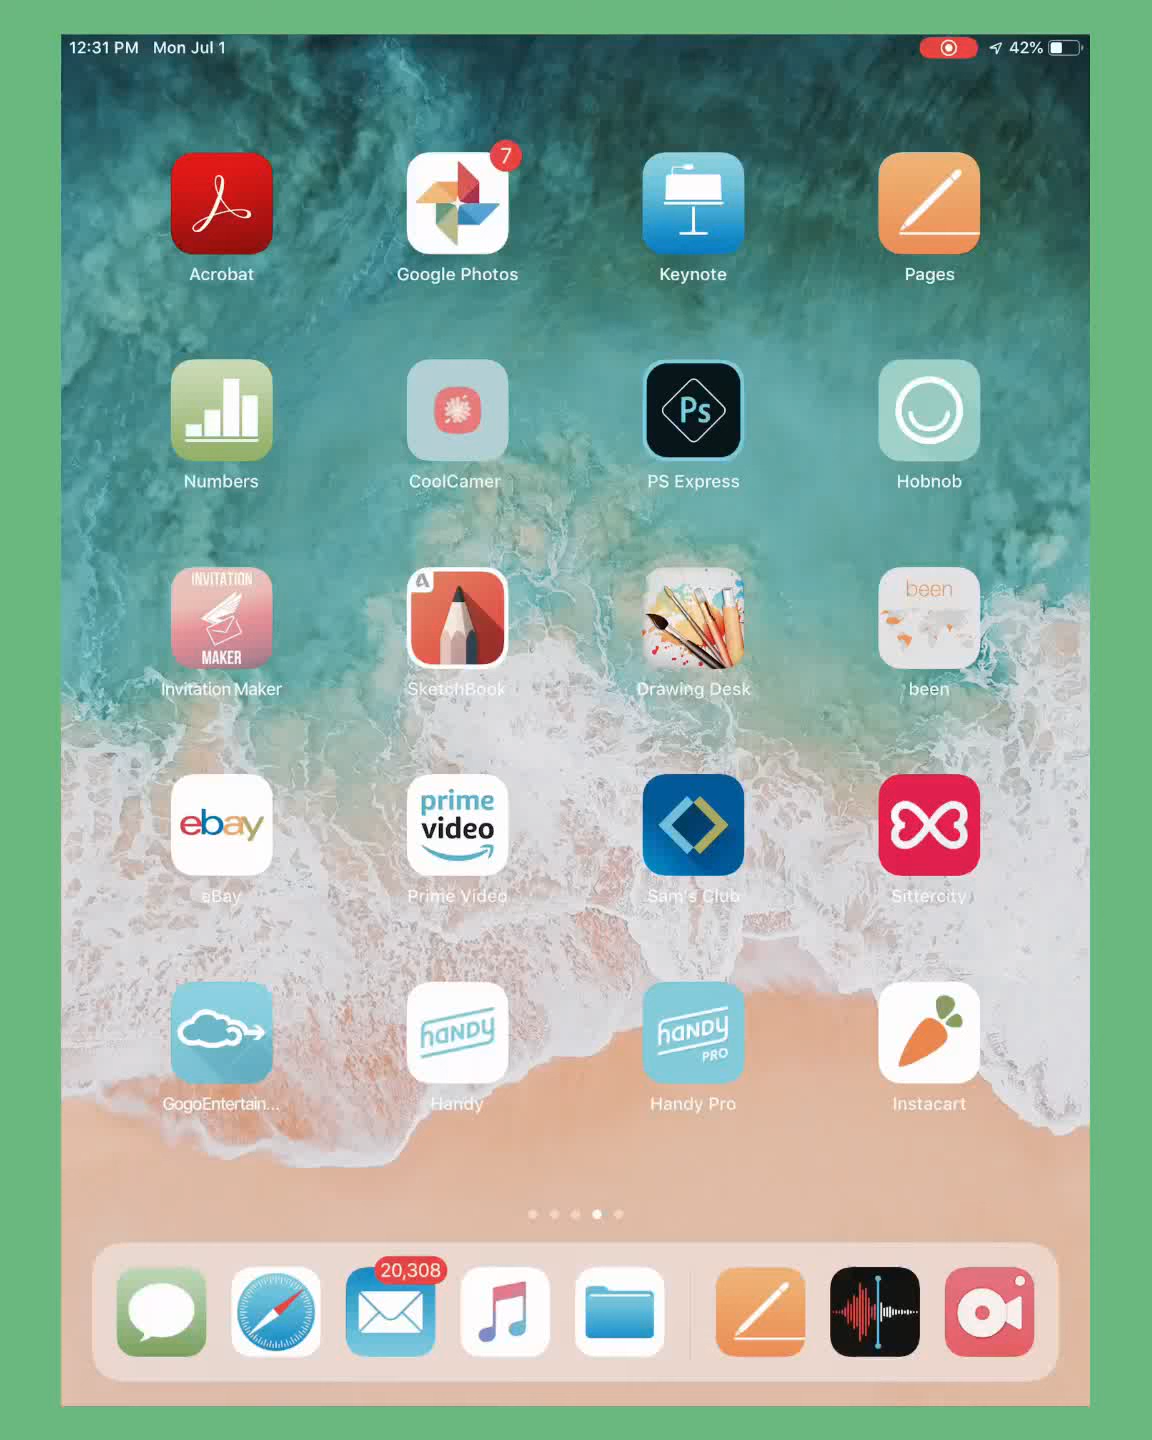 12:31 PM Mon Jul 1
42%
7
Acrobat
Google Photos
Keynote
Pages
Ps
Numbers
CoolCamer
PS Express
Hobnob
INVITATION
MAKER
A
been
Invitation Maker
SketchBook
Drawing Desk
been
ebay
prime
video
eBay
Prime Video
Sam's Club
Sittercity
HANDY
HANDY
PRO
GogoEntertain...
Handy
Handy Pro
Instacart
20,308